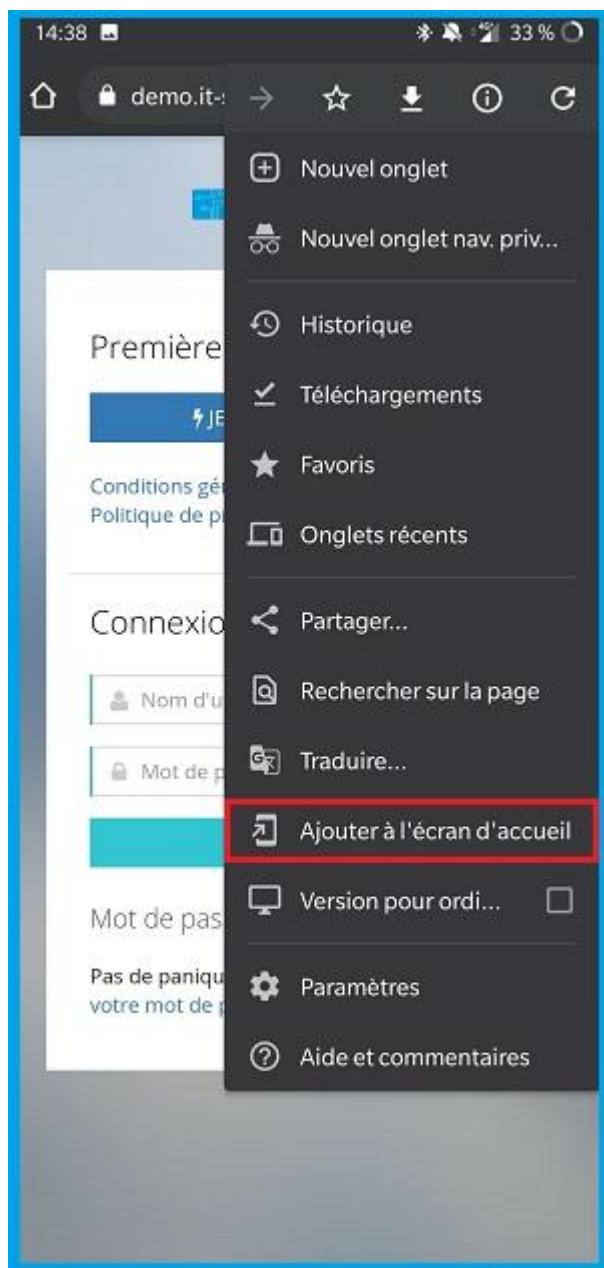 14:38 33 %
demo.it-s
Nouvel onglet
Nouvel onglet nav. priv...
Historique
Téléchargements
Favoris
Onglets récents
Partager...
Rechercher sur la page
Traduire...
Ajouter à l'écran d'accueil
Version pour ordi...
Paramètres
Aide et commentaires
Première
JE
Conditions gé
Politique de p
Connexio
Nom d'u
Mot de p
Mot de pas
Pas de paniqu
votre mot de p